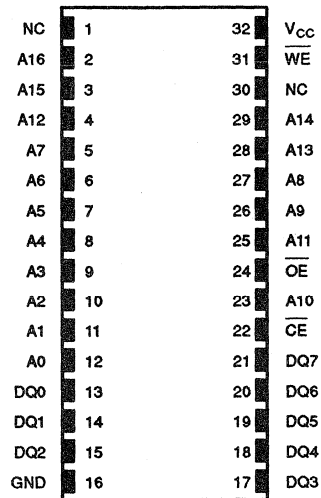 NC 1 32 VCC
A16 2 31 W̅E̅
A15 3 30 NC
A12 4 29 A14
A7 5 28 A13
A6 6 27 A8
A5 7 26 A9
A4 8 25 A11
A3 9 24 O̅E̅
A2 10 23 A10
A1 11 22 C̅E̅
A0 12 21 DQ7
DQ0 13 20 DQ6
DQ1 14 19 DQ5
DQ2 15 18 DQ4
GND 16 17 DQ3